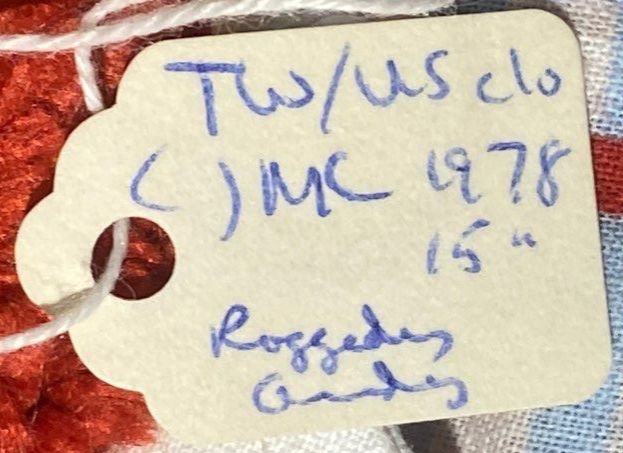 TW/US clo
( ) MC 1978
15"
Raggedy
Andy